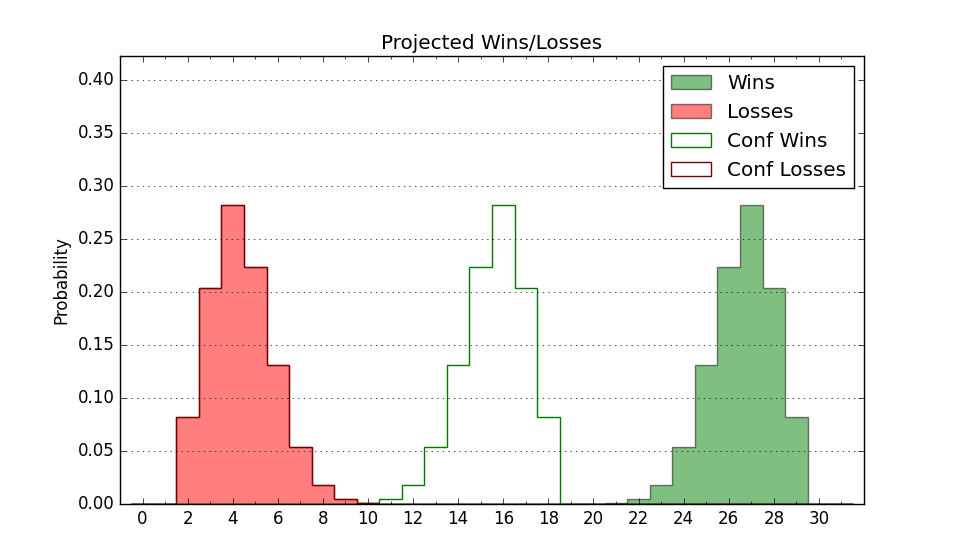 Projected Wins/Losses
0.40
0.35
0.30
0.25
0.20
0.15
0.10
0.05
0.00
Probability
Wins
Losses
Conf Wins
Conf Losses
0 2 4 6 8 10 12 14 16 18 20 22 24 26 28 30